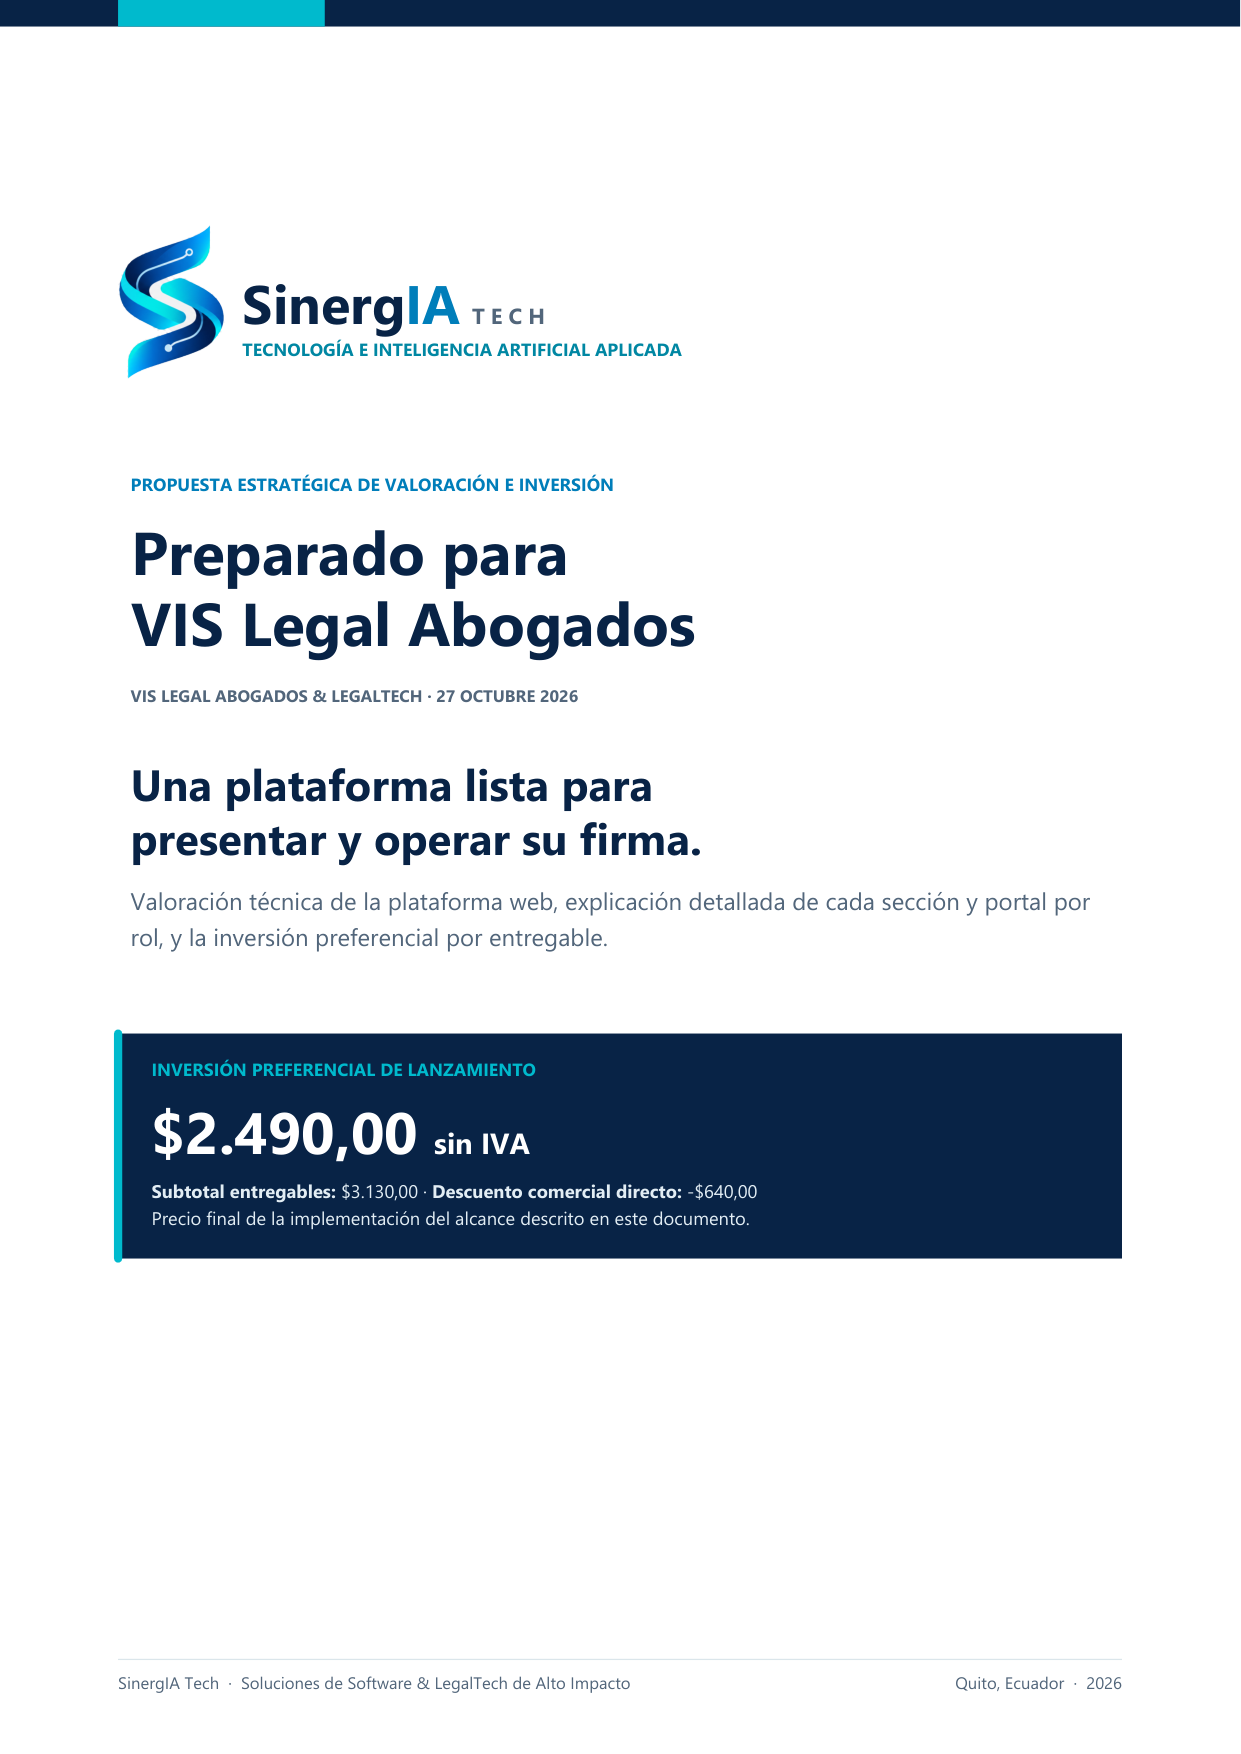 SinergIA TECH
TECNOLOGÍA E INTELIGENCIA ARTIFICIAL APLICADA
PROPUESTA ESTRATÉGICA DE VALORACIÓN E INVERSIÓN
Preparado para
VIS Legal Abogados
VIS LEGAL ABOGADOS & LEGALTECH · 27 OCTUBRE 2026
Una plataforma lista para
presentar y operar su firma.
Valoración técnica de la plataforma web, explicación detallada de cada sección y portal por
rol, y la inversión preferencial por entregable.
INVERSIÓN PREFERENCIAL DE LANZAMIENTO
$2.490,00 sin IVA
Subtotal entregables: $3.130,00 · Descuento comercial directo: -$640,00
Precio final de la implementación del alcance descrito en este documento.
SinergIA Tech · Soluciones de Software & LegalTech de Alto Impacto
Quito, Ecuador · 2026